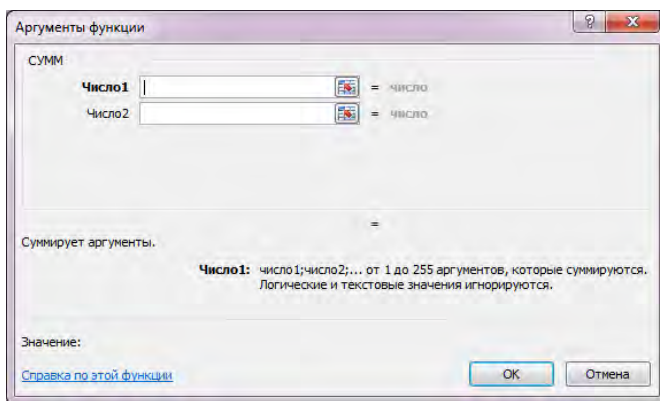 Аргументы функции
СУММ
Число1 = число
Число2 = число
=
Суммирует аргументы.
Число1: число1;число2;... от 1 до 255 аргументов, которые суммируются.
Логические и текстовые значения игнорируются.
Значение:
Справка по этой функции
ОК
Отмена